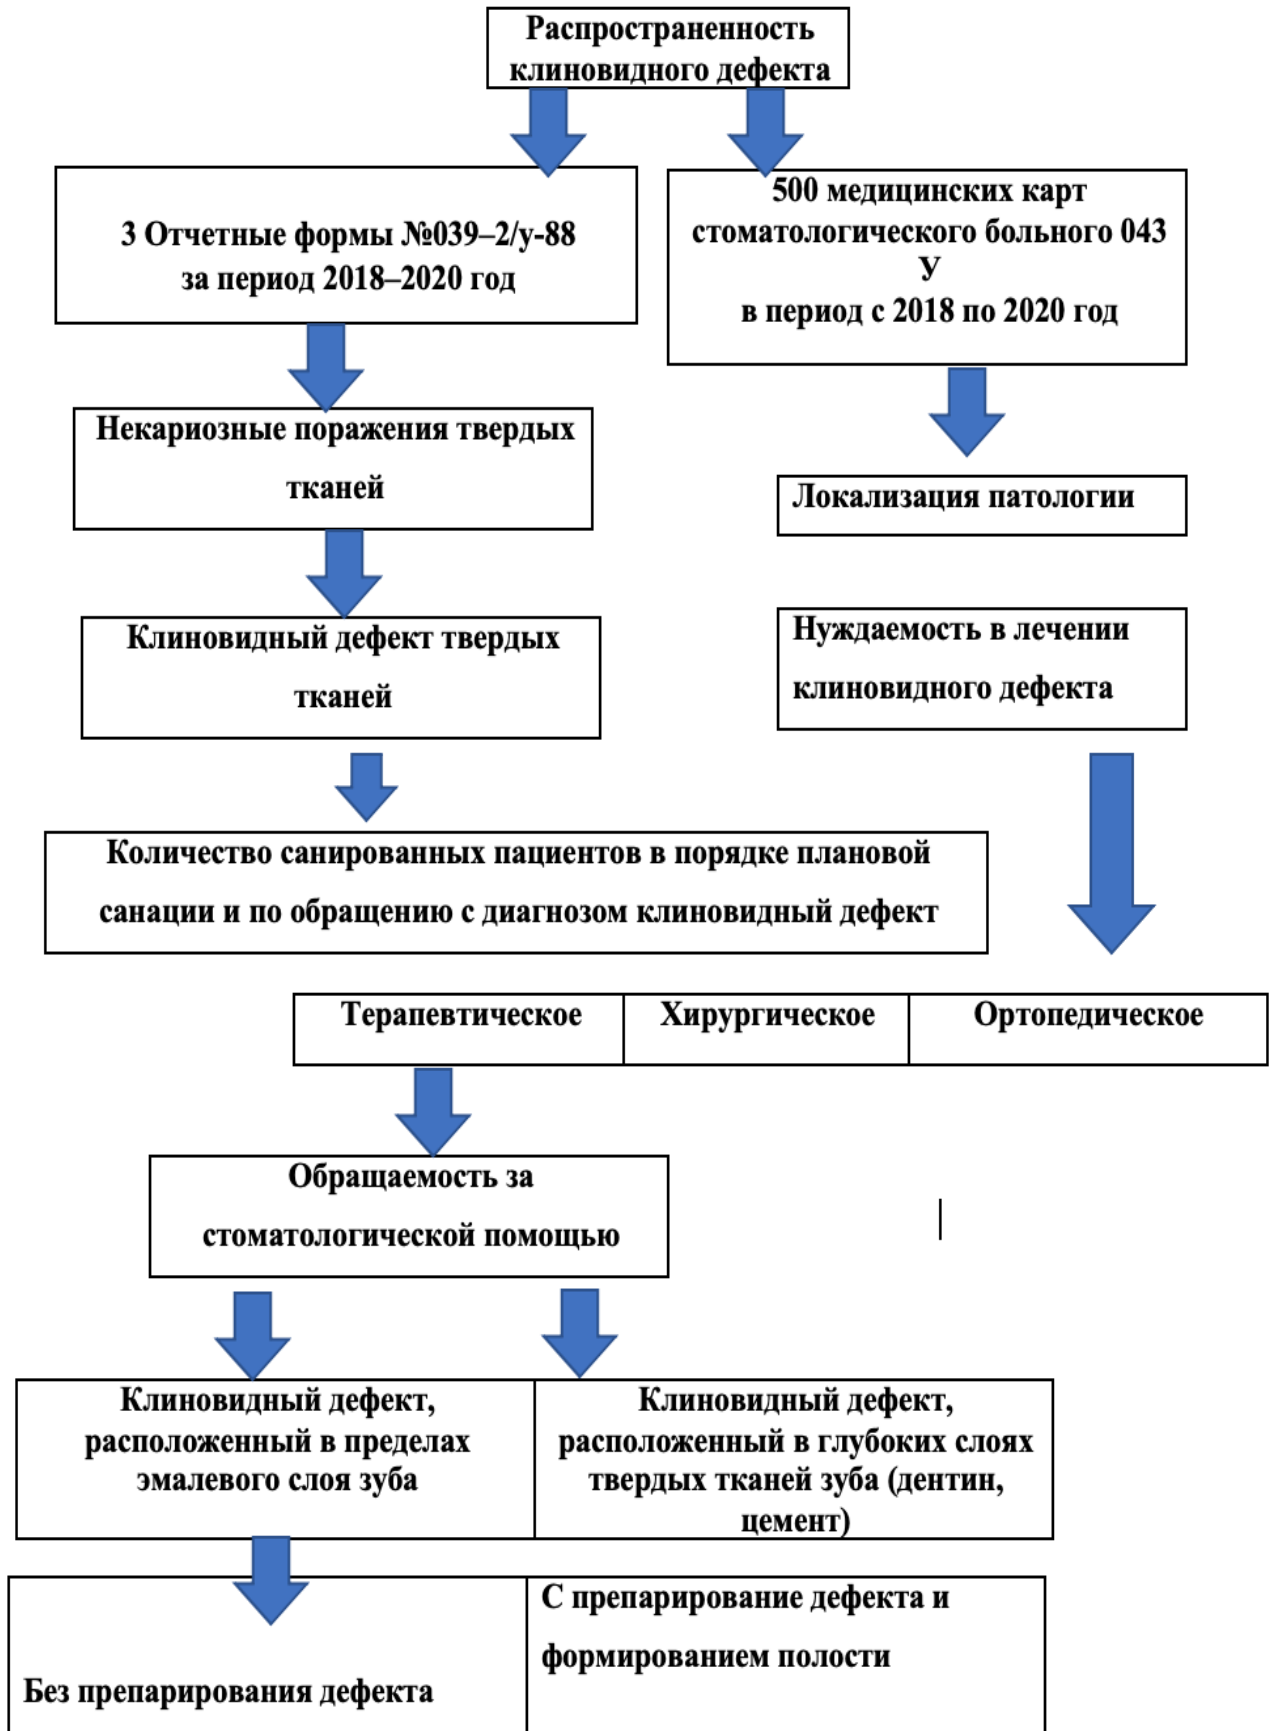 Распространенность
клиновидного дефекта
3 Отчетные формы №039–2/у-88
за период 2018–2020 год
500 медицинских карт
стоматологического больного 043
У
в период с 2018 по 2020 год
Некариозные поражения твердых
тканей
Локализация патологии
Клиновидный дефект твердых
тканей
Нуждаемость в лечении
клиновидного дефекта
Количество санированных пациентов в порядке плановой
санации и по обращению с диагнозом клиновидный дефект
Терапевтическое
Хирургическое
Ортопедическое
Обращаемость за
стоматологической помощью
Клиновидный дефект,
расположенный в пределах
эмалевого слоя зуба
Клиновидный дефект,
расположенный в глубоких слоях
твердых тканей зуба (дентин,
цемент)
Без препарирования дефекта
С препарирование дефекта и
формированием полости